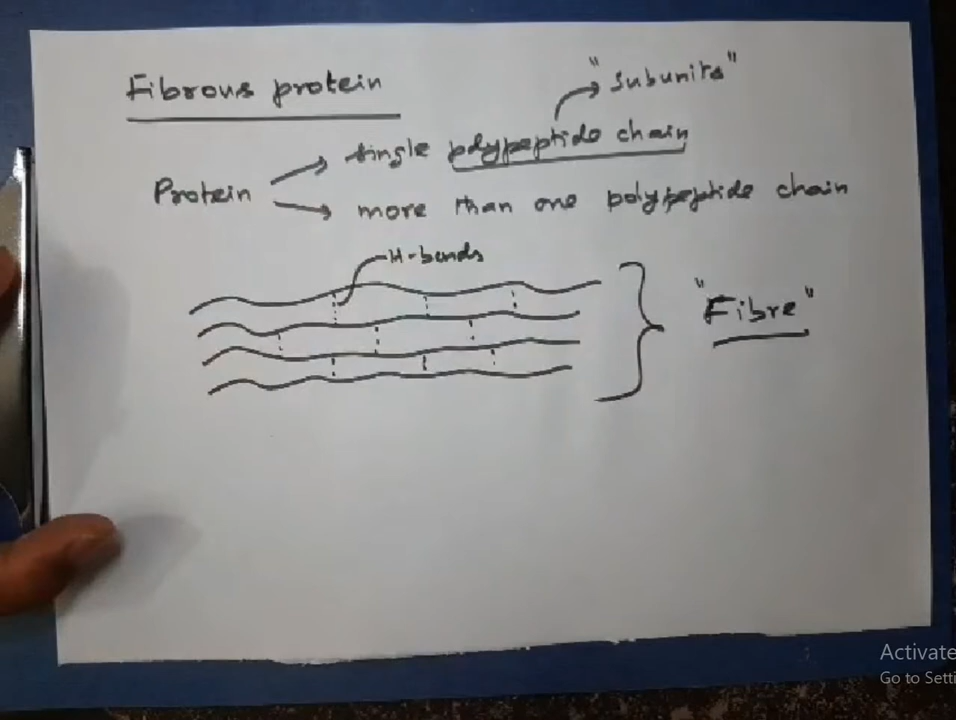 Fibrous protein
"Subunits"
single polypeptide chain
Protein
more than one polypeptide chain
H-bonds
"Fibre"
Activate
Go to Setti